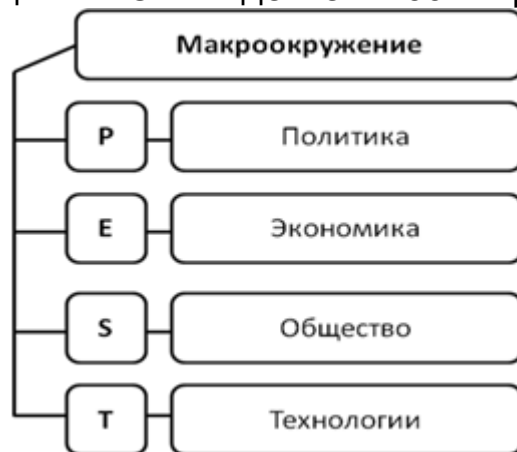 Макроокружение
P Политика
E Экономика
S Общество
T Технологии